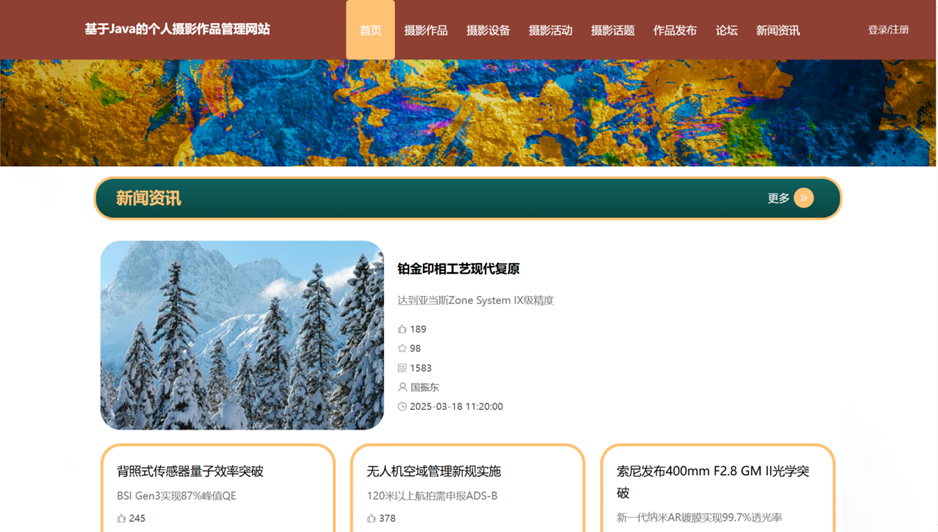 基于Java的个人摄影作品管理网站
首页 摄影作品 摄影设备 摄影活动 摄影话题 作品发布 论坛 新闻资讯
登录/注册
新闻资讯
更多
铂金印相工艺现代复原
达到亚当斯Zone System IX级精度
189
98
1583
国振东
2025-03-18 11:20:00
背照式传感器量子效率突破
BSI Gen3实现87%峰值QE
245
无人机空域管理新规实施
120米以上航拍需申报ADS-B
378
索尼发布400mm F2.8 GM II光学突
破
新一代纳米AR镀膜实现99.7%透光率